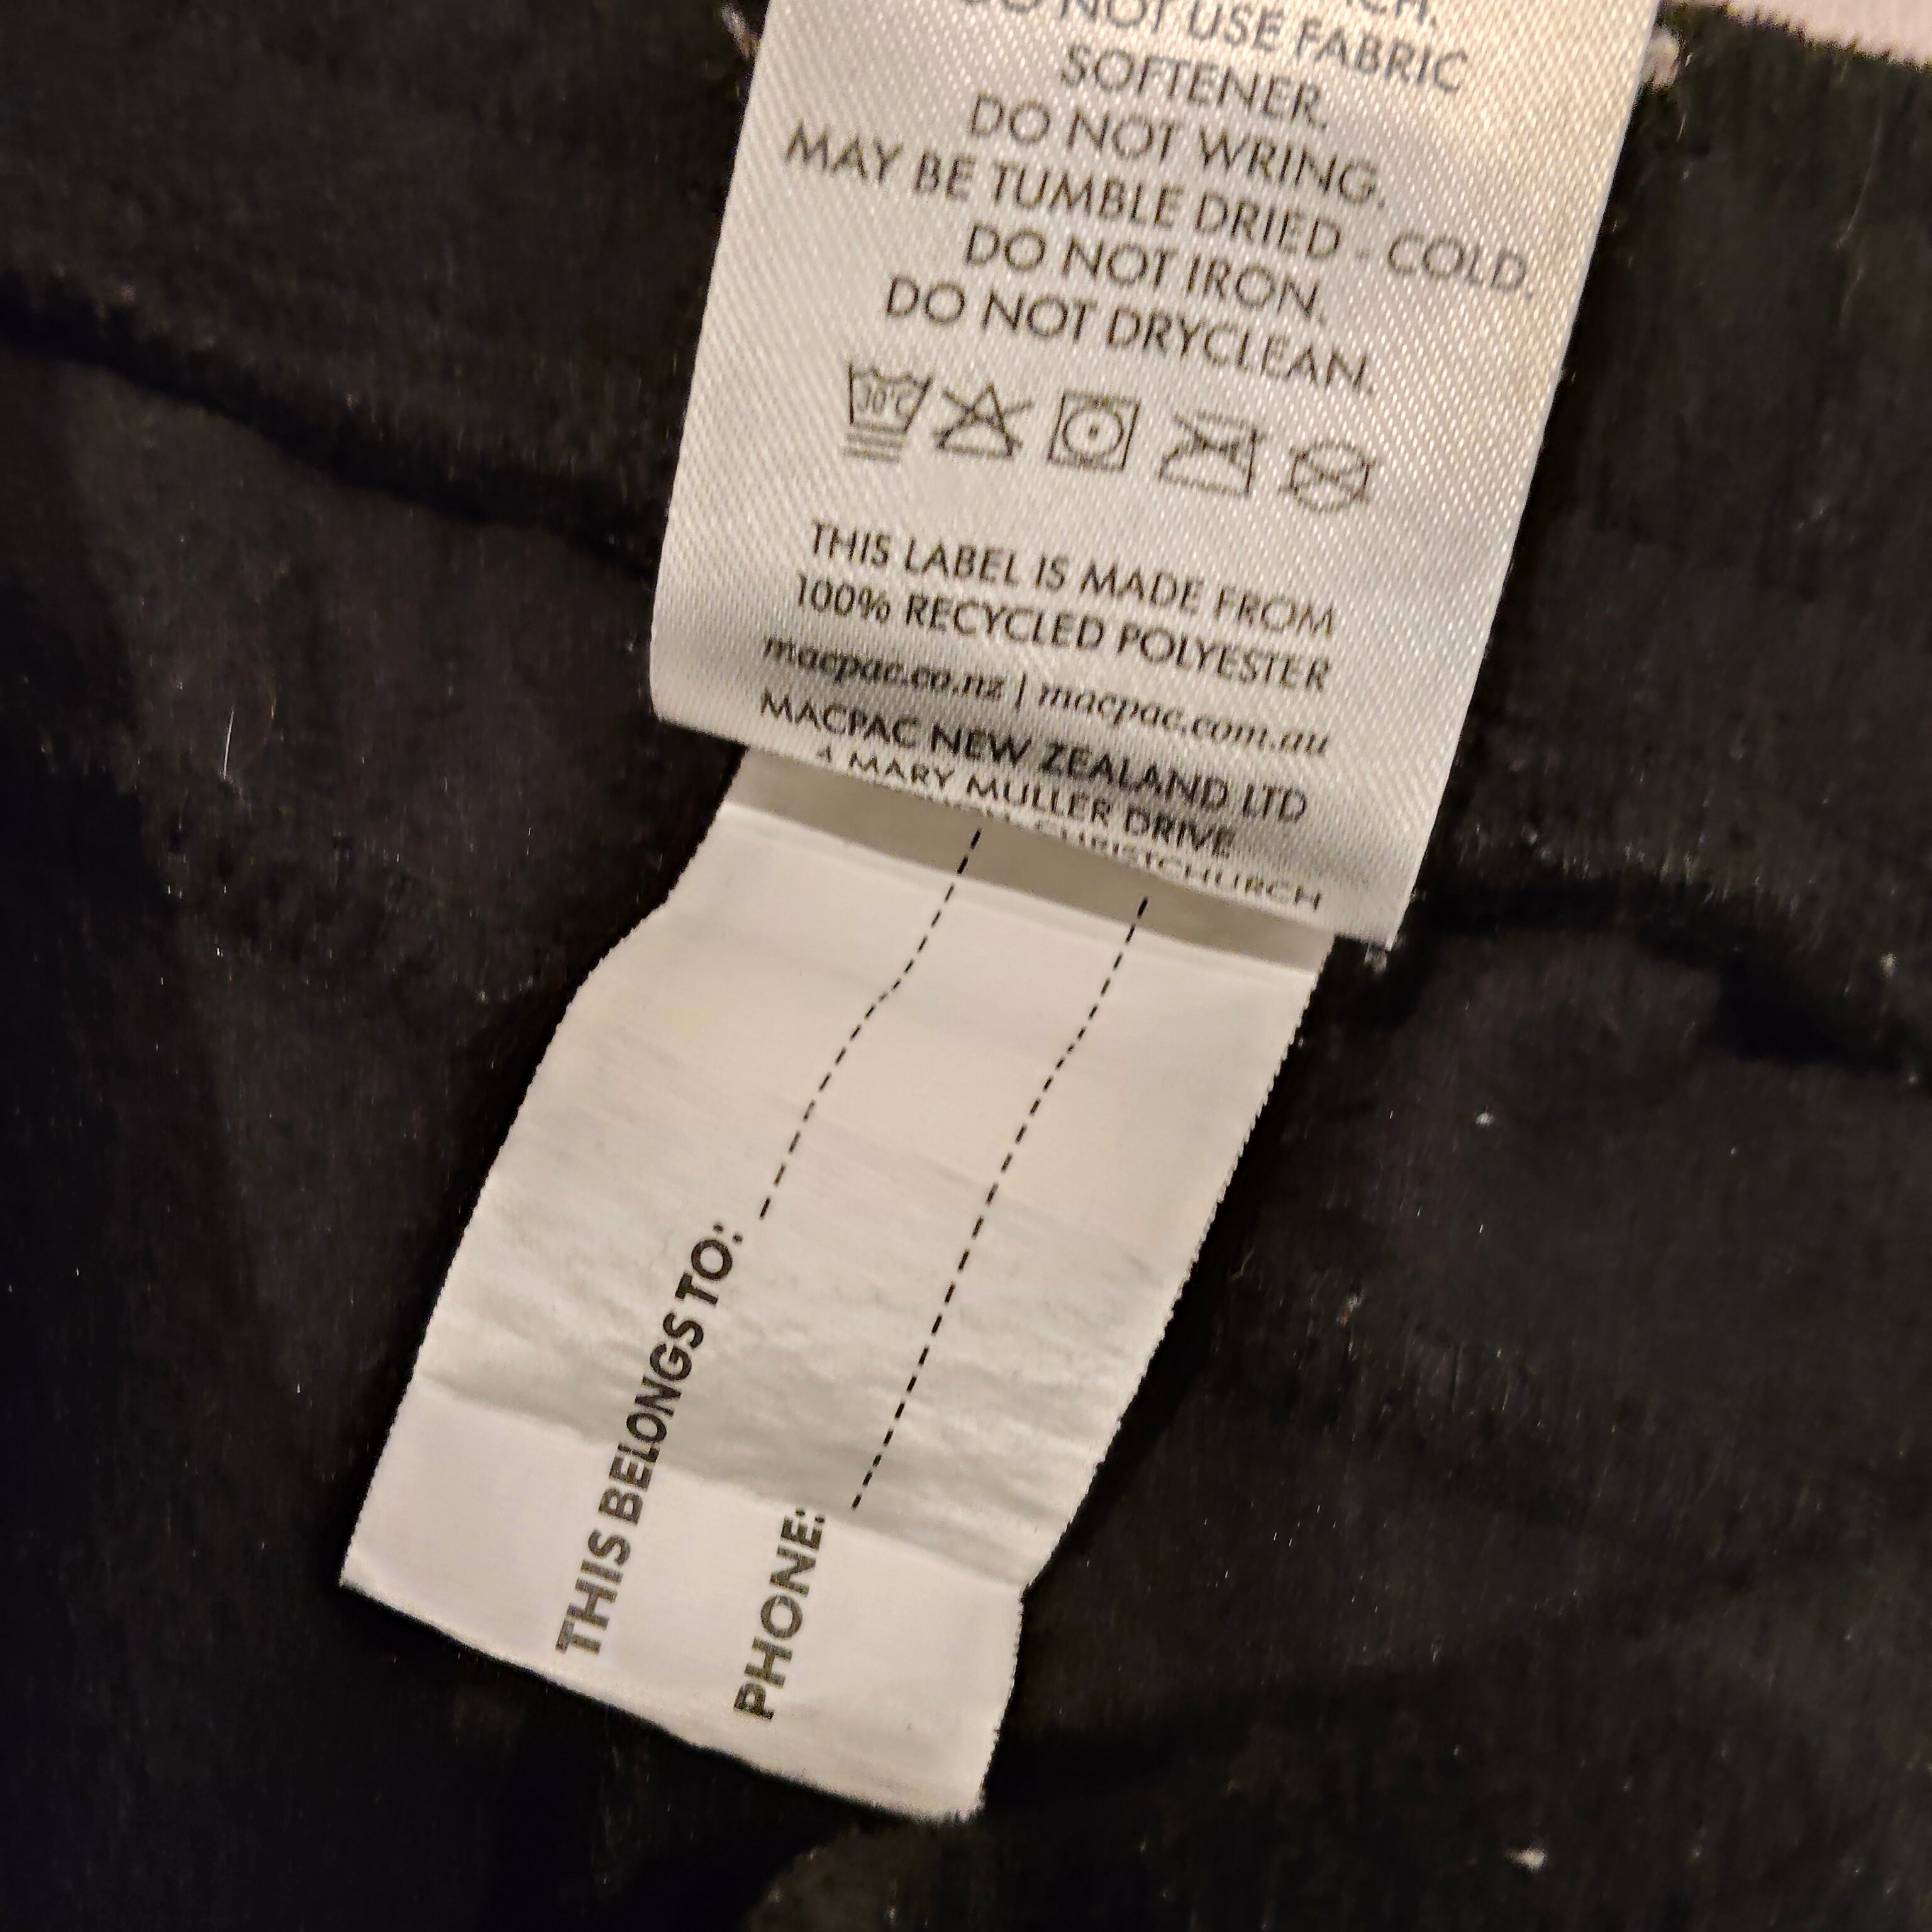 DO NOT USE FABRIC
SOFTENER.
DO NOT WRING.
MAY BE TUMBLE DRIED - COLD.
DO NOT IRON.
DO NOT DRYCLEAN.
30°C
THIS LABEL IS MADE FROM
100% RECYCLED POLYESTER
macpac.co.nz | macpac.com.au
MACPAC NEW ZEALAND LTD
4 MARY MULLER DRIVE
CHRISTCHURCH
THIS BELONGS TO:
PHONE: